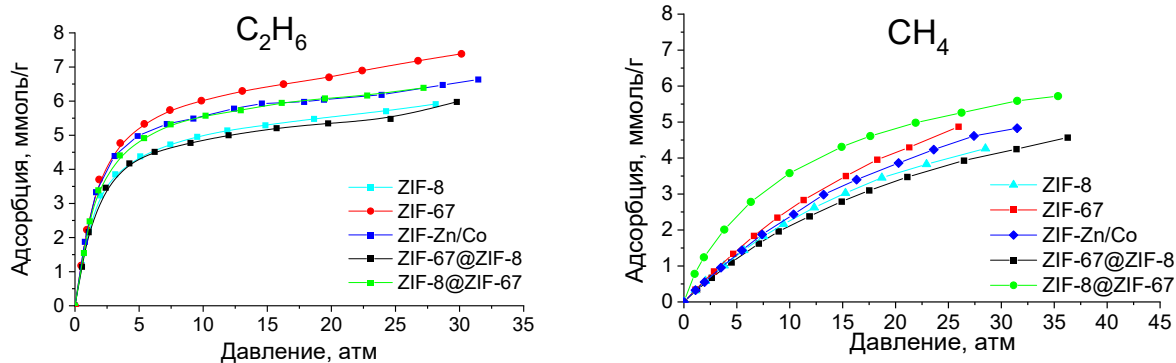 C₂H₆
Адсорбция, ммоль/г
8
7
6
5
4
3
2
1
0
ZIF-8
ZIF-67
ZIF-Zn/Co
ZIF-67@ZIF-8
ZIF-8@ZIF-67
0 5 10 15 20 25 30 35
Давление, атм
CH₄
Адсорбция, ммоль/г
8
7
6
5
4
3
2
1
0
ZIF-8
ZIF-67
ZIF-Zn/Co
ZIF-67@ZIF-8
ZIF-8@ZIF-67
0 5 10 15 20 25 30 35 40 45
Давление, атм